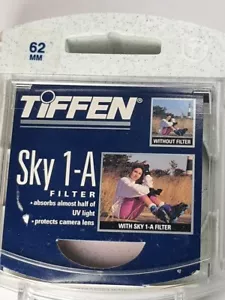 62
MM
TIFFEN®
WITHOUT FILTER
Sky 1-A
FILTER
• absorbs almost half of
UV light
• protects camera lens
WITH SKY 1-A FILTER